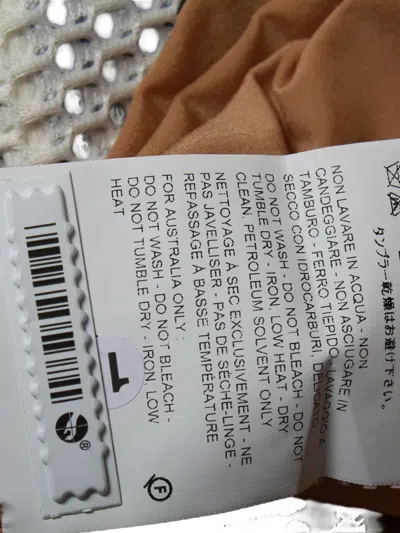 タンブラー乾燥はお避け下さい。
NON LAVARE IN ACQUA - NON
CANDEGGIARE - NON ASCIUGARE IN
TAMBURO - FERRO TIEPIDO - LAVAGGIO A
SECCO CON IDROCARBURI, DELICATO
DO NOT WASH - DO NOT BLEACH - DO NOT
TUMBLE DRY - IRON, LOW HEAT - DRY
CLEAN, PETROLEUM SOLVENT ONLY
NETTOYAGE À SEC EXCLUSIVEMENT - NE
PAS JAVELLISER - PAS DE SÈCHE-LINGE -
REPASSAGE À BASSE TEMPÉRATURE
FOR AUSTRALIA ONLY :
DO NOT WASH - DO NOT BLEACH -
DO NOT TUMBLE DRY - IRON, LOW
HEAT
F
®